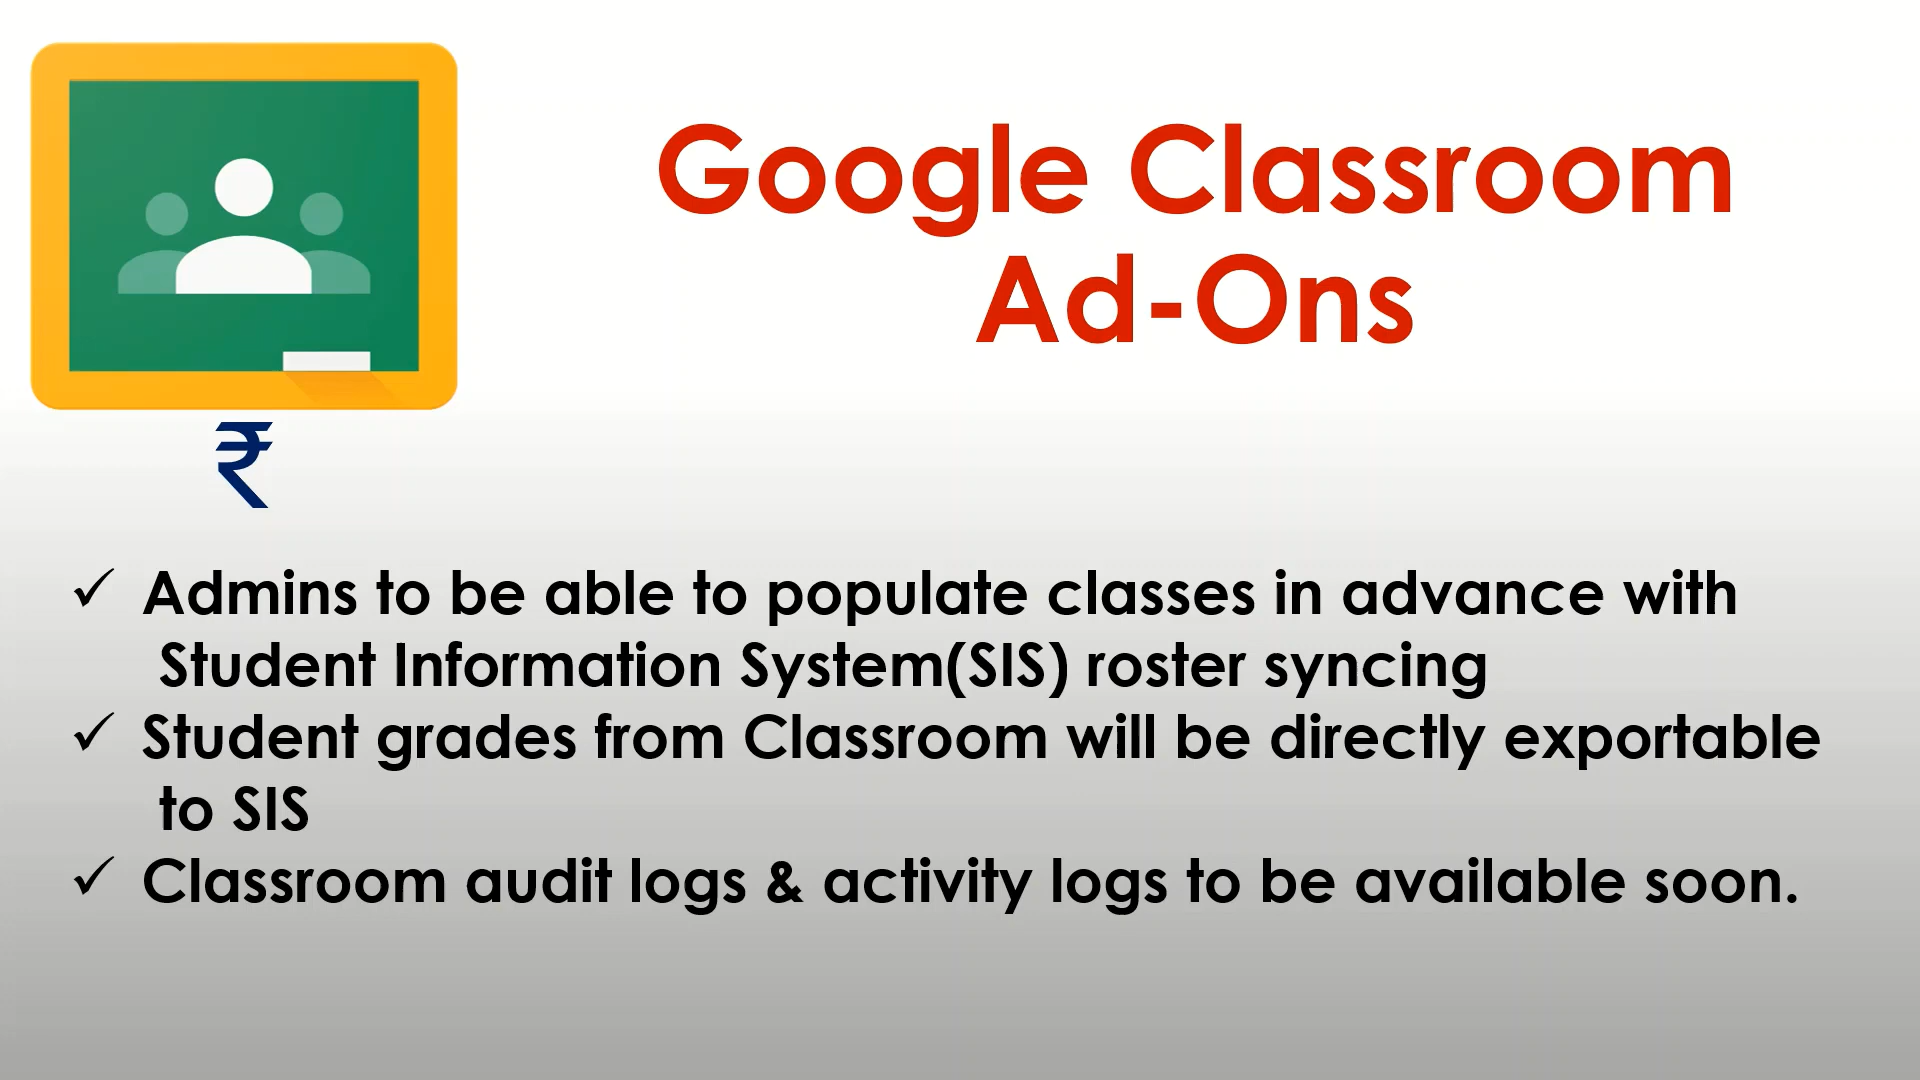 Google Classroom
Ad-Ons
₹
✓ Admins to be able to populate classes in advance with
Student Information System(SIS) roster syncing
✓ Student grades from Classroom will be directly exportable
to SIS
✓ Classroom audit logs & activity logs to be available soon.